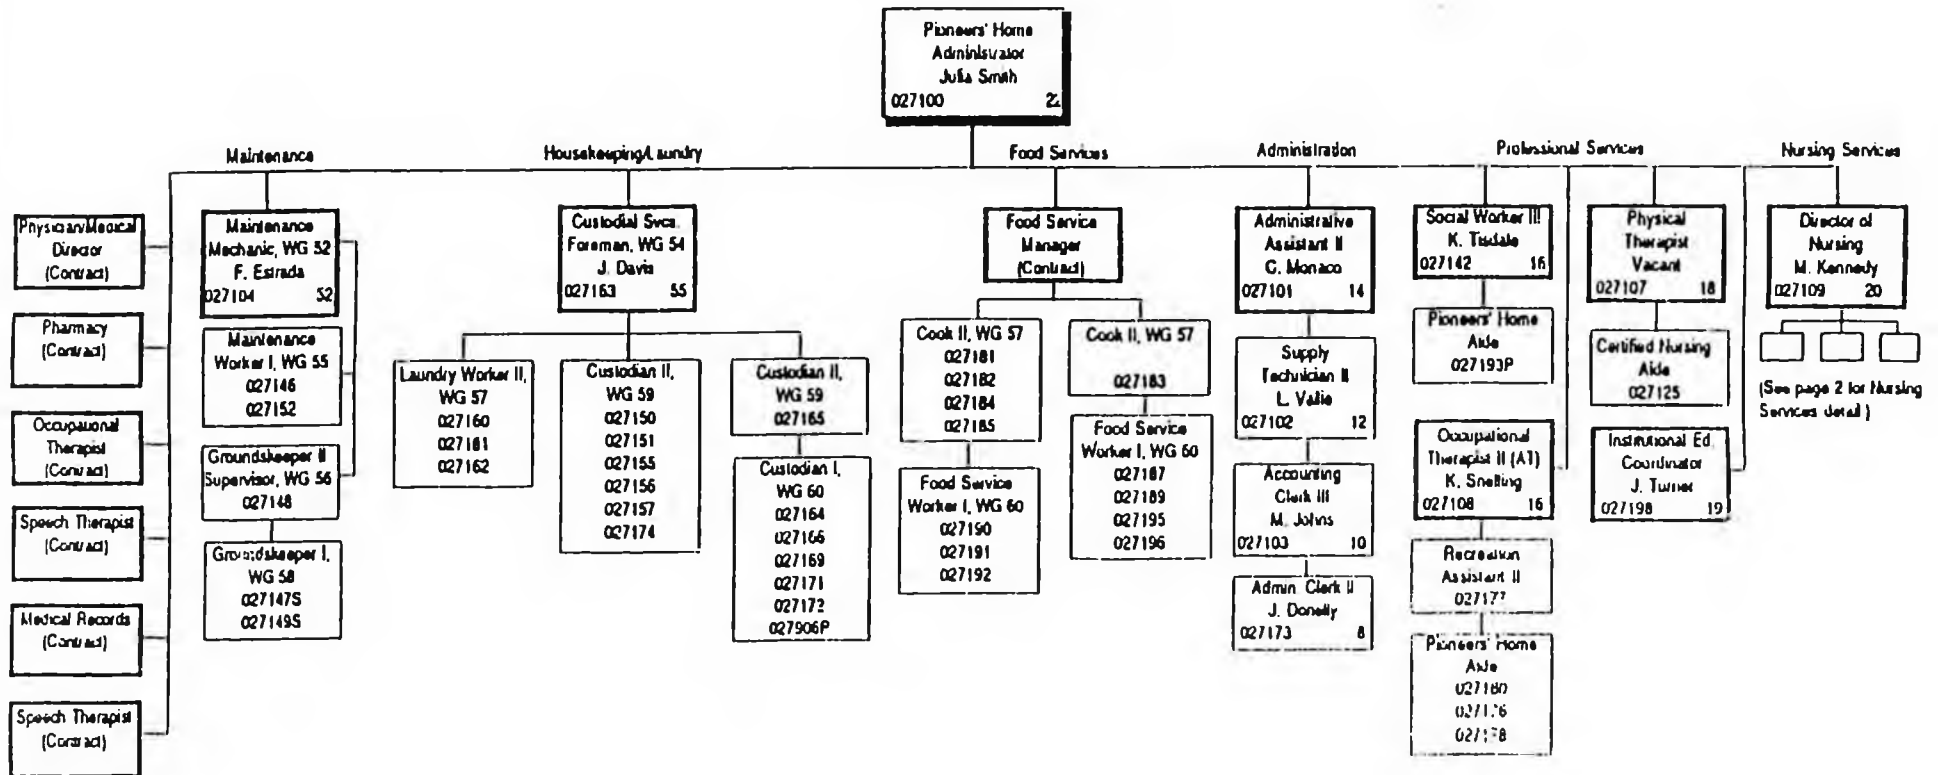 Pioneers' Home
Administrator
Julia Smith
027100 22
Maintenance
Housekeeping/Laundry
Food Services
Administration
Professional Services
Nursing Services
Physician/Medical
Director
(Contract)
Pharmacy
(Contract)
Occupational
Therapist
(Contract)
Speech Therapist
(Contract)
Medical Records
(Contract)
Speech Therapist
(Contract)
Maintenance
Mechanic, WG 52
F. Estrada
027104 52
Maintenance
Worker I, WG 55
027146
027152
Groundskeeper II
Supervisor, WG 56
027148
Groundskeeper I,
WG 58
027147S
027149S
Custodial Svcs.
Foreman, WG 54
J. Davis
027163 55
Laundry Worker II,
WG 57
027160
027161
027162
Custodian II,
WG 59
027150
027151
027155
027156
027157
027174
Custodian II,
WG 59
027165
Custodian I,
WG 60
027164
027166
027169
027171
027172
027906P
Food Service
Manager
(Contract)
Cook II, WG 57
027181
027182
027184
027185
Food Service
Worker I, WG 60
027190
027191
027192
Cook II, WG 57
027183
Food Service
Worker I, WG 60
027187
027189
027195
027196
Administrative
Assistant II
C. Monaco
027101 14
Supply
Technician II
L. Valle
027102 12
Accounting
Clerk III
M. Johns
027103 10
Admin. Clerk II
J. Donelly
027173 8
Social Worker III
K. Tisdale
027142 16
Pioneers' Home
Aide
027193P
Occupational
Therapist II (A1)
K. Snelling
027108 16
Recreation
Assistant II
027177
Pioneers' Home
Aide
027180
Physical
Therapist
Vacant
027107 18
Certified Nursing
Aide
027125
Institutional Ed.
Coordinator
J. Turner
027198 19
Director of
Nursing
M. Kennedy
027109 20
(See page 2 for Nursing
Services detail)